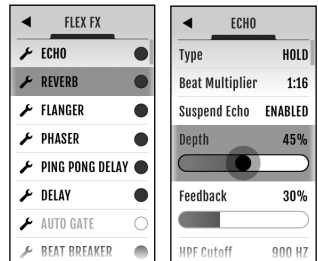 FLEX FX
ECHO
REVERB
FLANGER
PHASER
PING PONG DELAY
DELAY
AUTO GATE
BEAT BREAKER
ECHO
Type HOLD
Beat Multiplier 1:16
Suspend Echo ENABLED
Depth 45%
Feedback 30%
HPF Cutoff 900 HZ